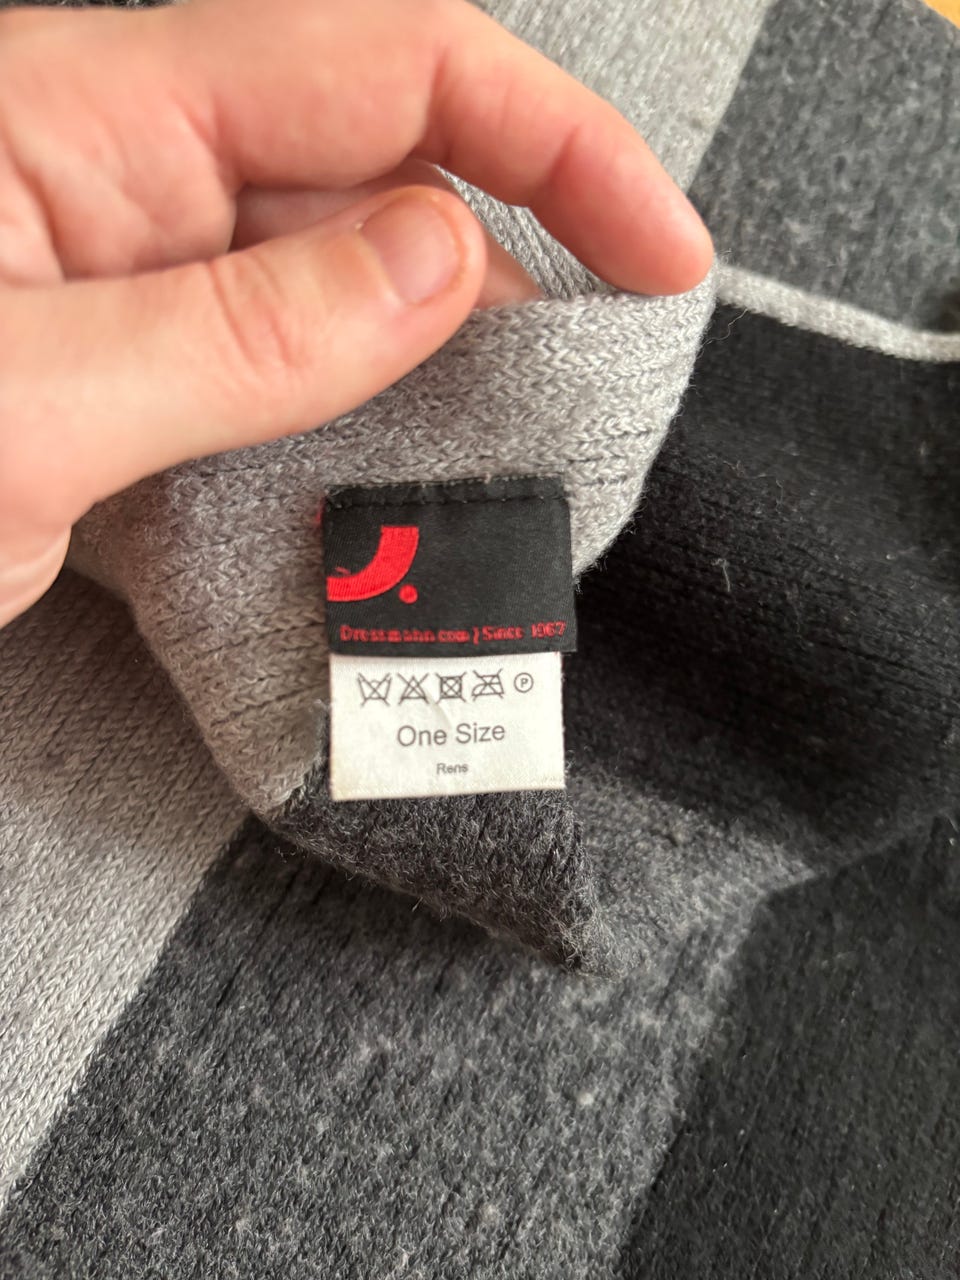 Dressmann.com | Since 1967
P
One Size
Rens